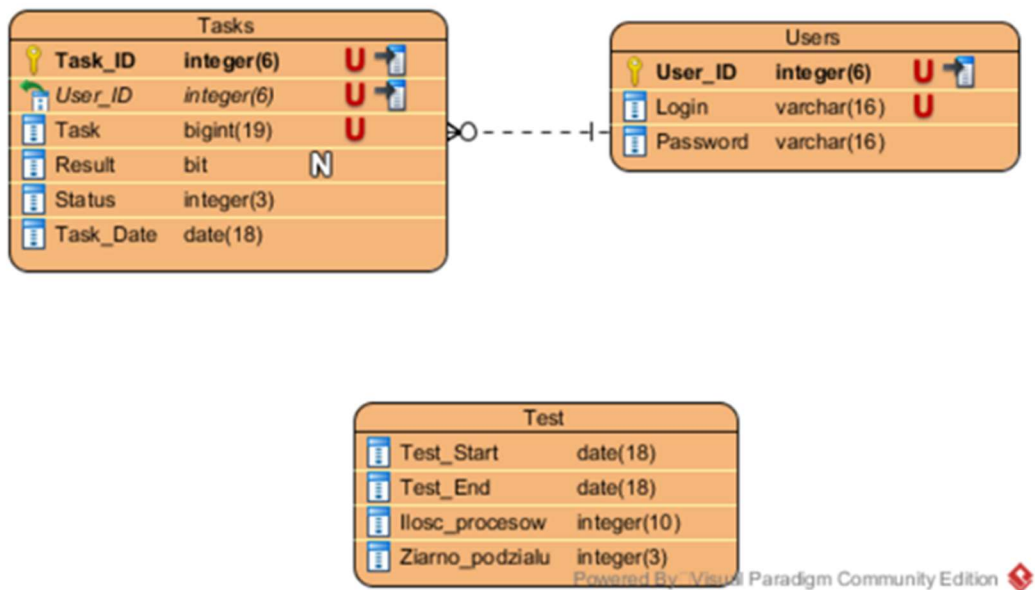 Tasks
Task_ID integer(6) U
User_ID integer(6) U
Task bigint(19) U
Result bit N
Status integer(3)
Task_Date date(18)
Users
User_ID integer(6) U
Login varchar(16) U
Password varchar(16)
Test
Test_Start date(18)
Test_End date(18)
Ilosc_procesow integer(10)
Ziarno_podzialu integer(3)
Powered By Visual Paradigm Community Edition